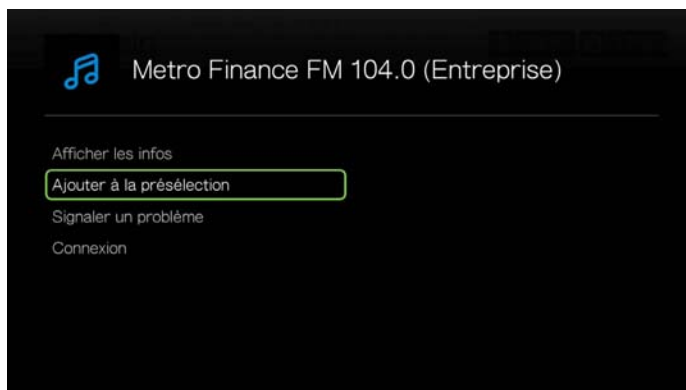 Metro Finance FM 104.0 (Entreprise)
Afficher les infos
Ajouter à la présélection
Signaler un problème
Connexion